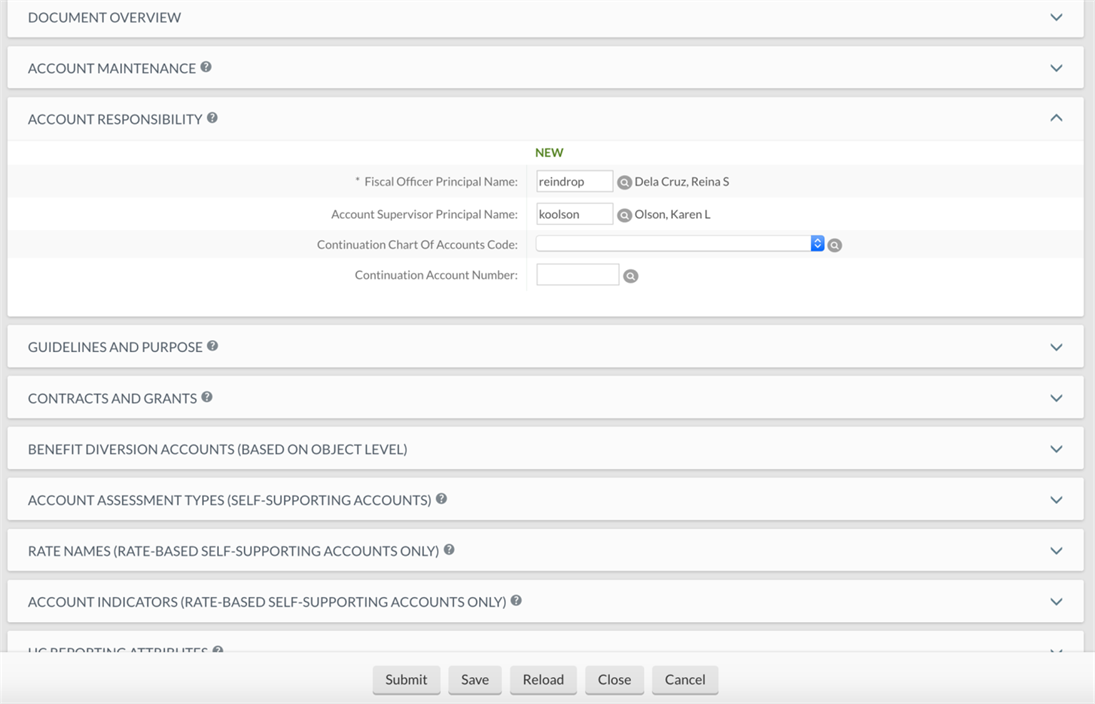 DOCUMENT OVERVIEW
ACCOUNT MAINTENANCE ?
ACCOUNT RESPONSIBILITY ?
NEW
* Fiscal Officer Principal Name: reindrop Dela Cruz, Reina S
Account Supervisor Principal Name: koolson Olson, Karen L
Continuation Chart Of Accounts Code:
Continuation Account Number:
GUIDELINES AND PURPOSE ?
CONTRACTS AND GRANTS ?
BENEFIT DIVERSION ACCOUNTS (BASED ON OBJECT LEVEL)
ACCOUNT ASSESSMENT TYPES (SELF-SUPPORTING ACCOUNTS) ?
RATE NAMES (RATE-BASED SELF-SUPPORTING ACCOUNTS ONLY) ?
ACCOUNT INDICATORS (RATE-BASED SELF-SUPPORTING ACCOUNTS ONLY) ?
REPORTING ATTRIBUTES ?
Submit Save Reload Close Cancel